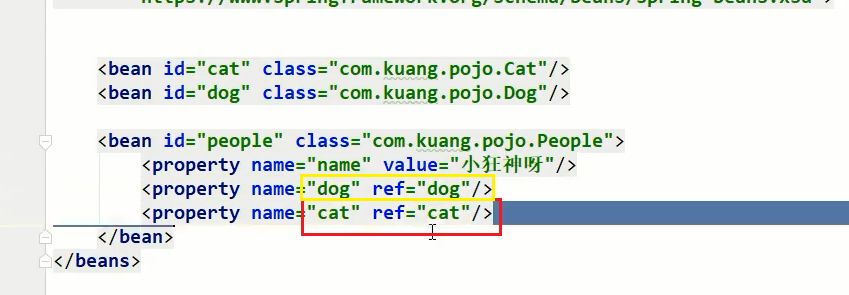 https://www.springframework.org/schema/beans/spring-beans.xsd">
<bean id="cat" class="com.kuang.pojo.Cat"/>
<bean id="dog" class="com.kuang.pojo.Dog"/>
<bean id="people" class="com.kuang.pojo.People">
<property name="name" value="小狂神呀"/>
<property name="dog" ref="dog"/>
<property name="cat" ref="cat"/>
</bean>
</beans>